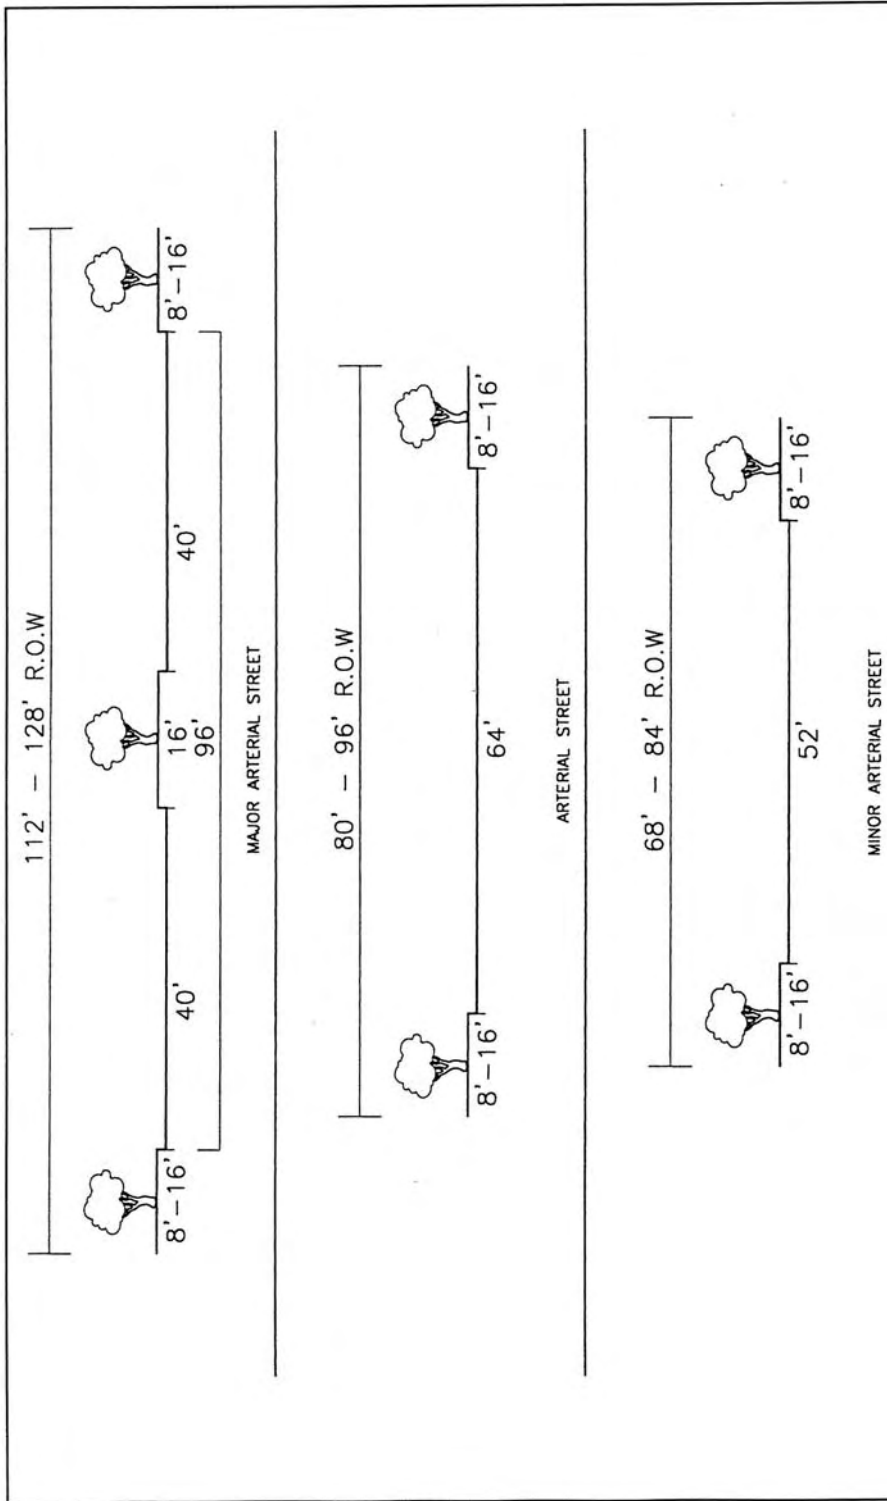 112' – 128' R.O.W
8'–16'
40'
16'
40'
8'–16'
96'
MAJOR ARTERIAL STREET
80' – 96' R.O.W
8'–16'
64'
8'–16'
ARTERIAL STREET
68' – 84' R.O.W
8'–16'
52'
8'–16'
MINOR ARTERIAL STREET